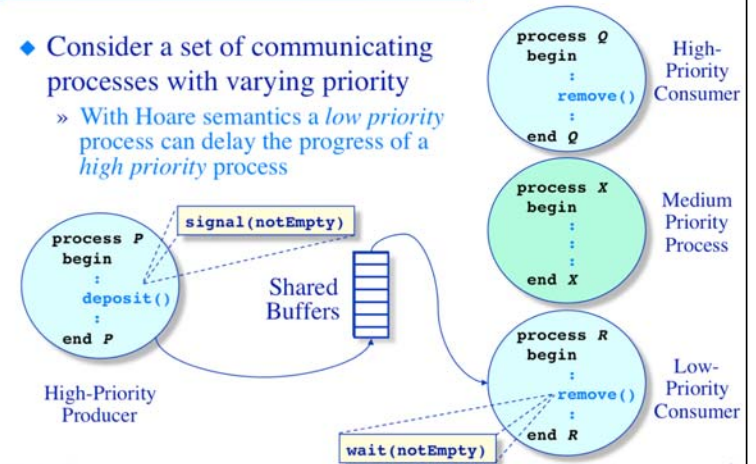 ◆ Consider a set of communicating
processes with varying priority
» With Hoare semantics a low priority
process can delay the progress of a
high priority process
process Q
begin
:
remove()
:
end Q
High-
Priority
Consumer
process X
begin
:
:
:
end X
Medium
Priority
Process
signal(notEmpty)
process P
begin
:
deposit()
:
end P
High-Priority
Producer
Shared
Buffers
process R
begin
:
remove()
:
end R
Low-
Priority
Consumer
wait(notEmpty)